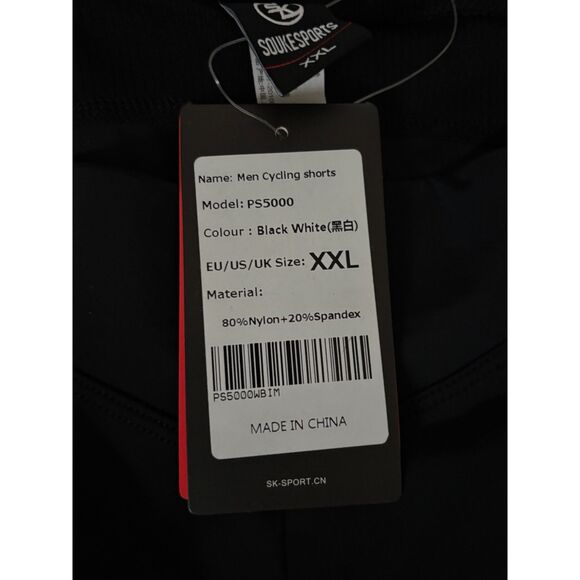 SK
SOUKESPORTS
XXL
Name: Men Cycling shorts
Model: PS5000
Colour : Black White(黑白)
EU/US/UK Size: XXL
Material:
80%Nylon+20%Spandex
PS5000WBIM
MADE IN CHINA
SK-SPORT.CN